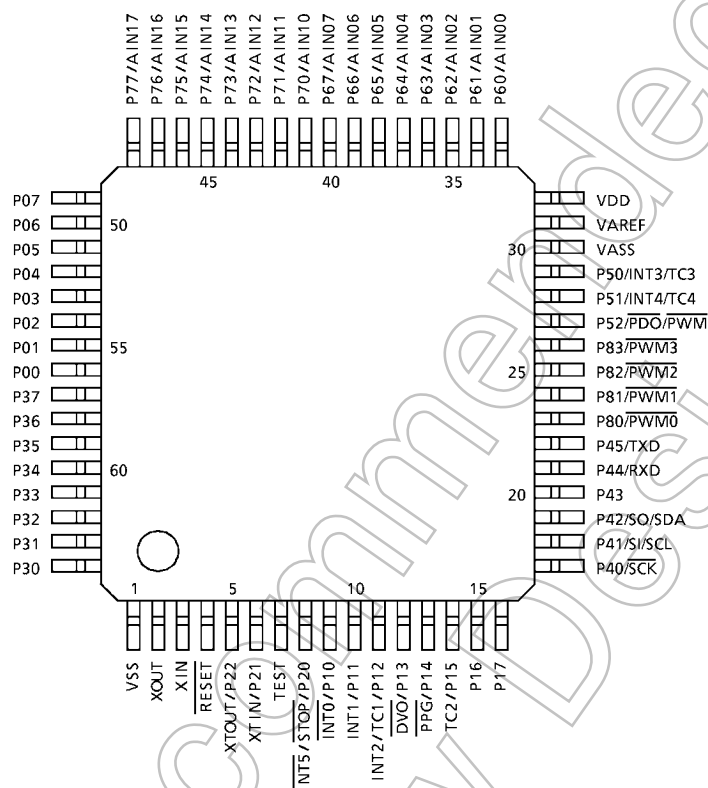 P77/AIN17
P76/AIN16
P75/AIN15
P74/AIN14
P73/AIN13
P72/AIN12
P71/AIN11
P70/AIN10
P67/AIN07
P66/AIN06
P65/AIN05
P64/AIN04
P63/AIN03
P62/AIN02
P61/AIN01
P60/AIN00
45
40
35
P07
P06
P05
P04
P03
P02
P01
P00
P37
P36
P35
P34
P33
P32
P31
P30
50
55
60
30
25
20
VDD
VAREF
VASS
P50/INT3/TC3
P51/INT4/TC4
P52/PDO/PWM
P83/PWM3
P82/PWM2
P81/PWM1
P80/PWM0
P45/TXD
P44/RXD
P43
P42/SO/SDA
P41/SI/SCL
P40/SCK
1
5
10
15
VSS
XOUT
XIN
RESET
XTOUT/P22
XTIN/P21
TEST
NT5/STOP/P20
INT0/P10
INT1/P11
INT2/TC1/P12
DVO/P13
PPG/P14
TC2/P15
P16
P17